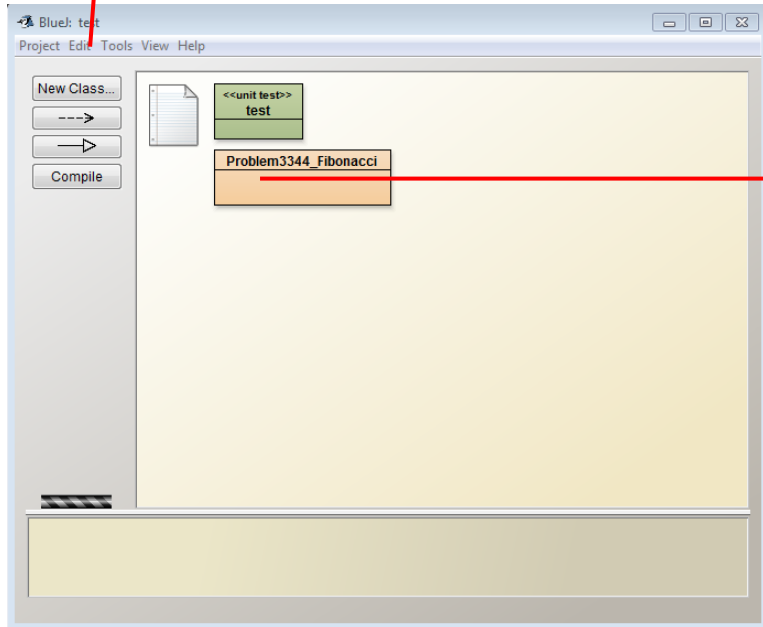 BlueJ: test
Project Edit Tools View Help
New Class...
<<unit test>>
test
Problem3344_Fibonacci
Compile